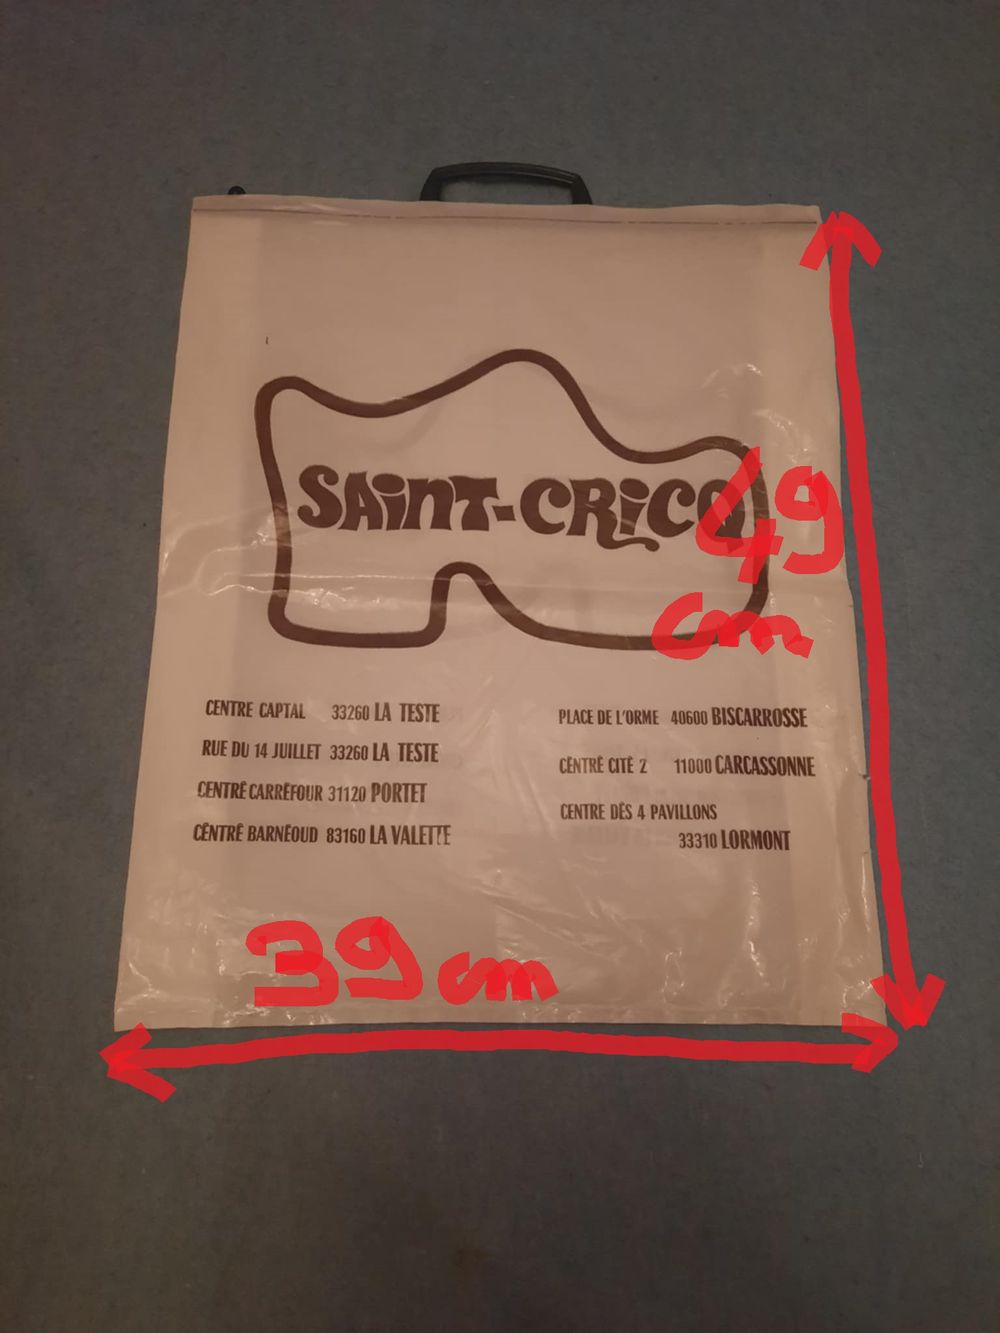 SAINT-CRICQ
49
cm
CENTRE CAPTAL 33260 LA TESTE
RUE DU 14 JUILLET 33260 LA TESTE
CENTRE CARREFOUR 31120 PORTET
CENTRE BARNEOUD 83160 LA VALETTE
PLACE DE L'ORME 40600 BISCARROSSE
CENTRE CITÉ 2 11000 CARCASSONNE
CENTRE DES 4 PAVILLONS
33310 LORMONT
39 cm